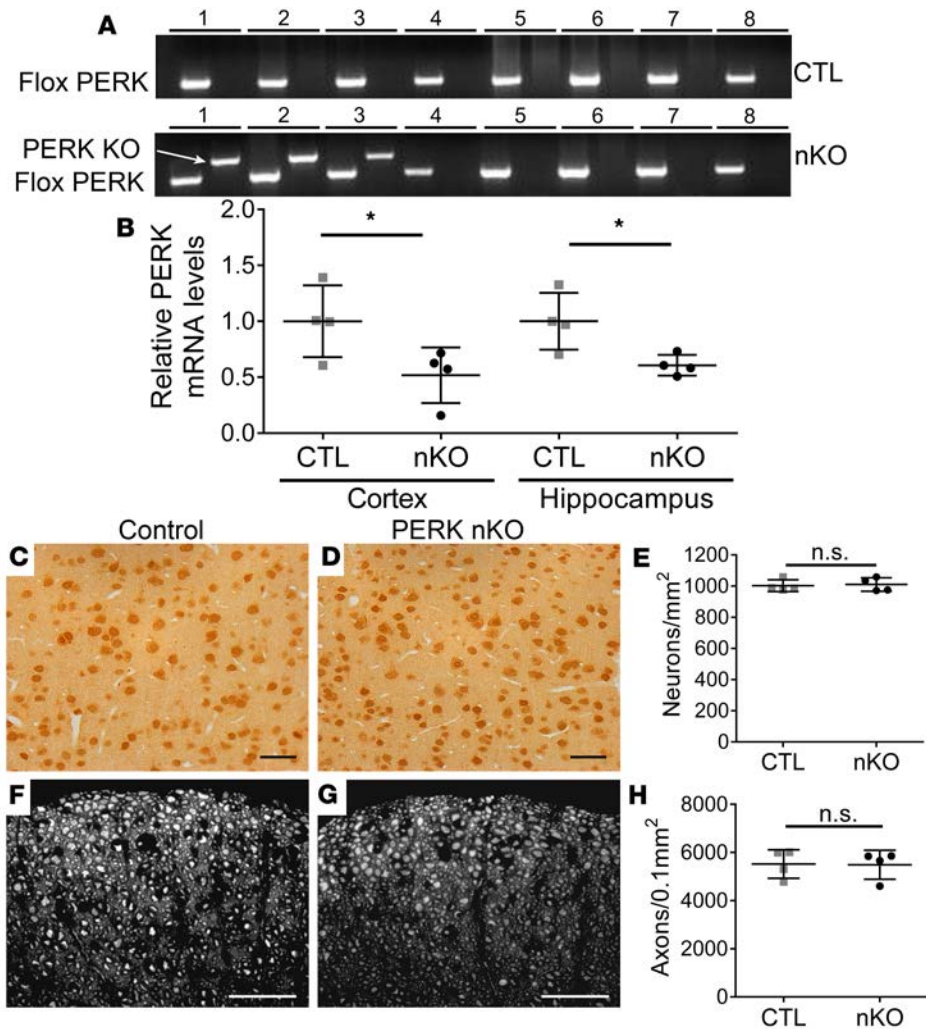 A
1 2 3 4 5 6 7 8
Flox PERK
CTL
1 2 3 4 5 6 7 8
PERK KO
Flox PERK
nKO
B
Relative PERK
mRNA levels
2.0
1.5
1.0
0.5
0.0
* *
CTL nKO CTL nKO
Cortex Hippocampus
Control PERK nKO
C D E
Neurons/mm²
1200
1000
800
600
400
200
0
n.s.
CTL nKO
F G H
Axons/0.1mm²
8000
6000
4000
2000
0
n.s.
CTL nKO